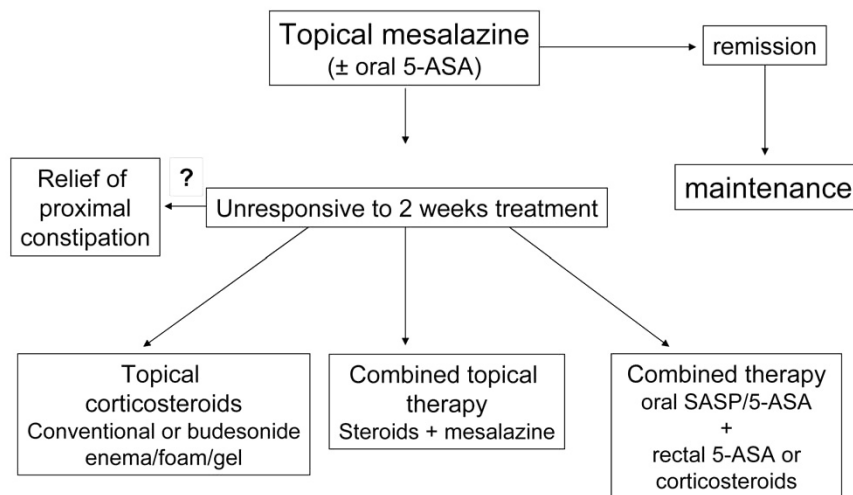 Topical mesalazine
(± oral 5-ASA)
remission
maintenance
Relief of
proximal
constipation
?
Unresponsive to 2 weeks treatment
Topical
corticosteroids
Conventional or budesonide
enema/foam/gel
Combined topical
therapy
Steroids + mesalazine
Combined therapy
oral SASP/5-ASA
+
rectal 5-ASA or
corticosteroids